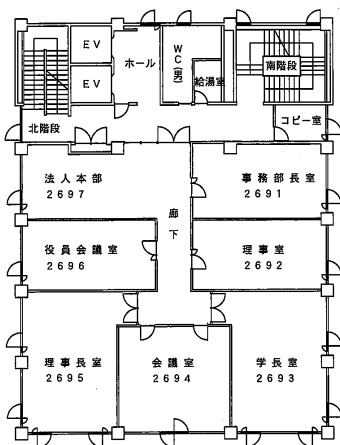 EV
EV
ホール
WC(男)
給湯室
南階段
コピー室
北階段
法人本部
2697
事務部長室
2691
廊下
役員会議室
2696
理事室
2692
理事長室
2695
会議室
2694
学長室
2693